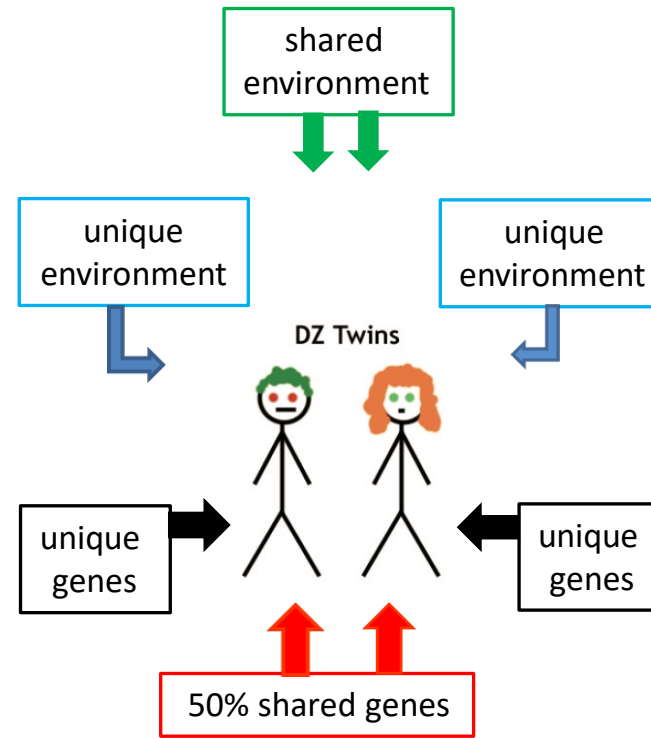 shared
environment
unique
environment
unique
environment
DZ Twins
unique
genes
unique
genes
50% shared genes